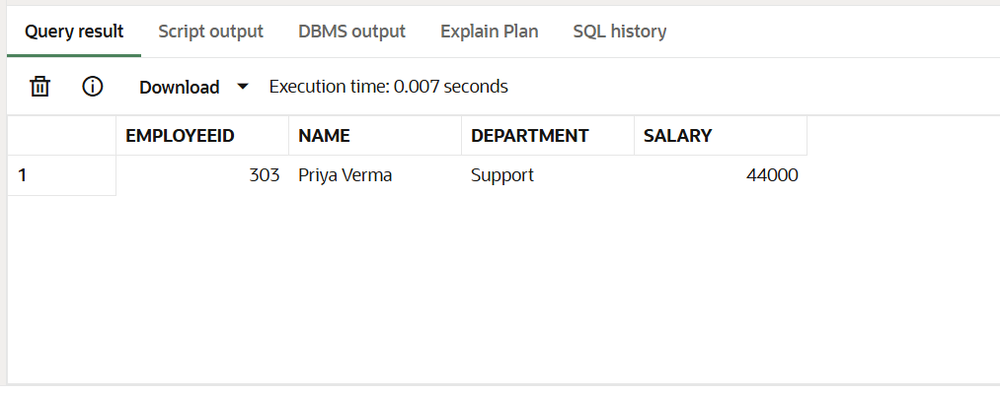 Query result Script output DBMS output Explain Plan SQL history
Download Execution time: 0.007 seconds
EMPLOYEEID NAME DEPARTMENT SALARY
1 303 Priya Verma Support 44000